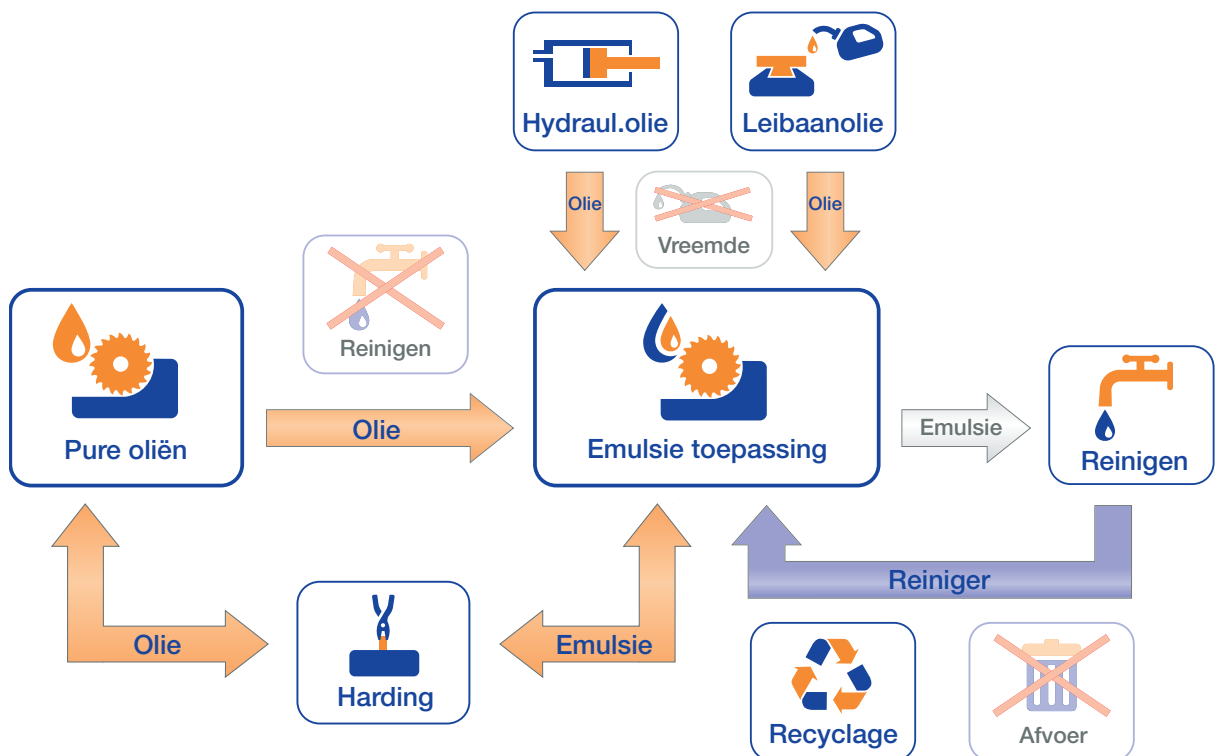 Hydraul.olie
Leibaanolie
Olie
Olie
Vreemde
Reinigen
Pure oliën
Olie
Emulsie toepassing
Emulsie
Reinigen
Reiniger
Olie
Emulsie
Harding
Recyclage
Afvoer